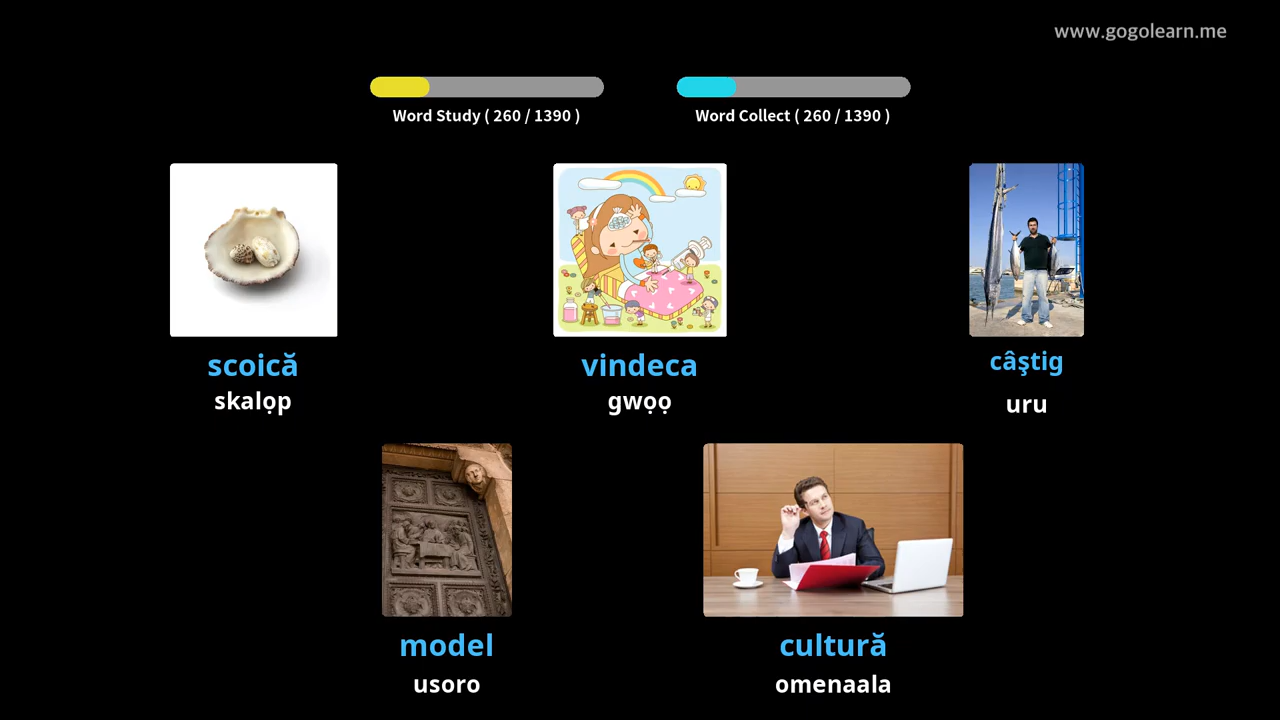 www.gogolearn.me
Word Study ( 260 / 1390 )
Word Collect ( 260 / 1390 )
scoică
skalọp
vindeca
gwọọ
câştig
uru
model
usoro
cultură
omenaala